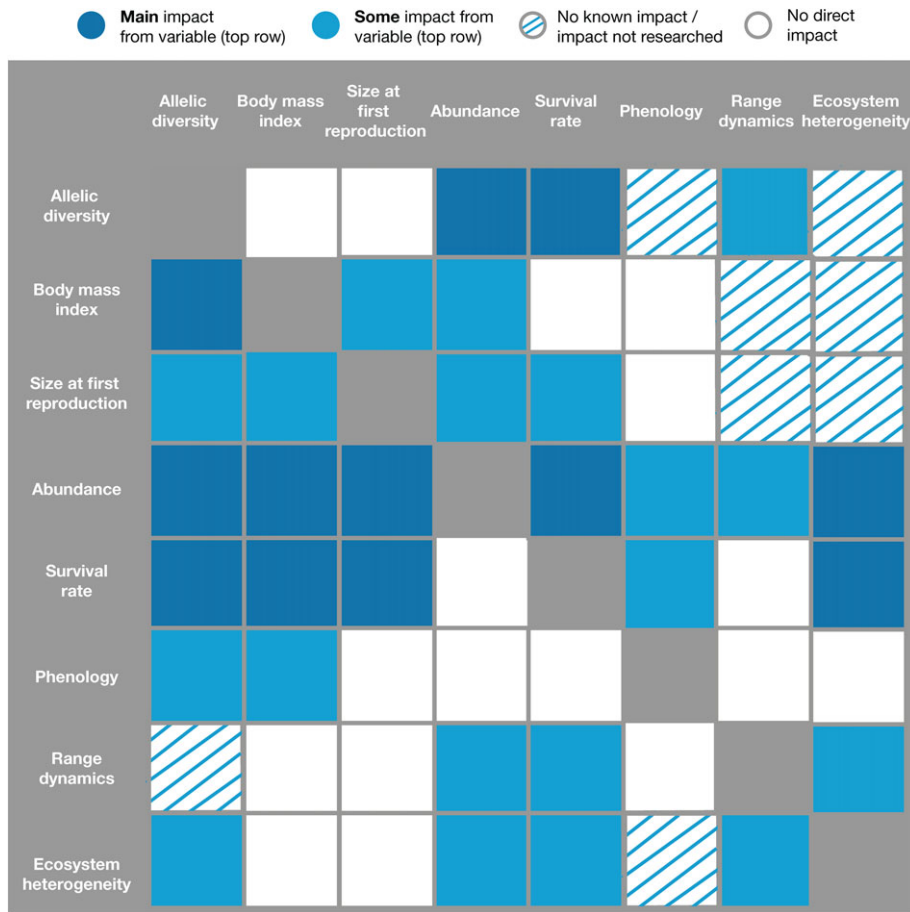 Main impact
from variable (top row)
Some impact from
variable (top row)
No known impact /
impact not researched
No direct
impact
Allelic
diversity
Body mass
index
Size at
first
reproduction
Abundance
Survival
rate
Phenology
Range
dynamics
Ecosystem
heterogeneity
Allelic
diversity
Body mass
index
Size at first
reproduction
Abundance
Survival
rate
Phenology
Range
dynamics
Ecosystem
heterogeneity